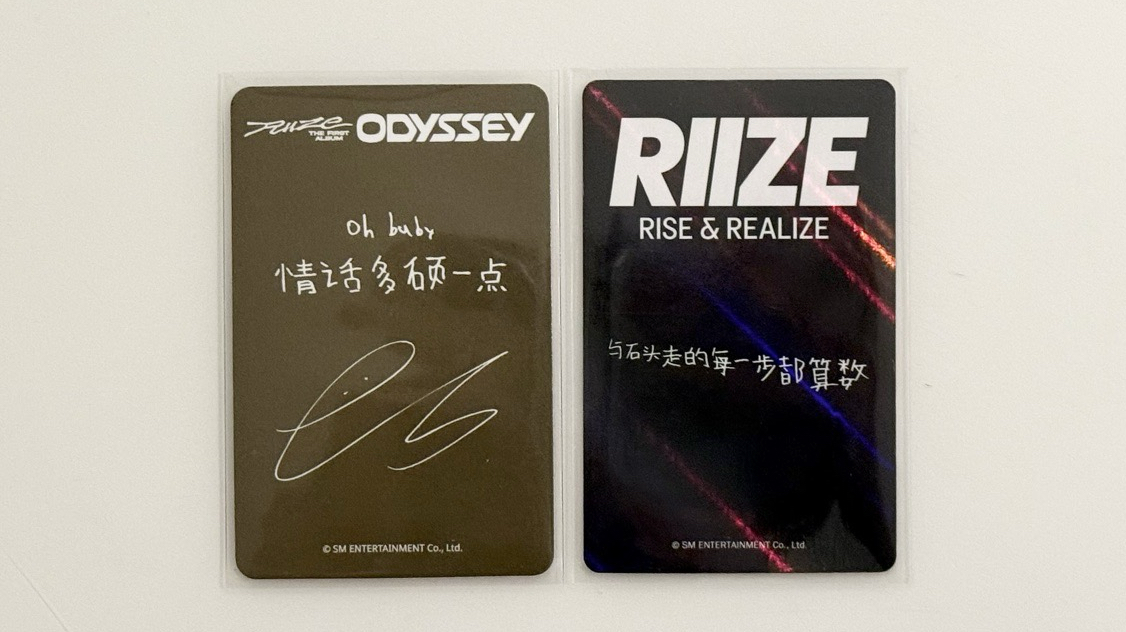 RIIZE
THE FIRST
ALBUM
ODYSSEY
Oh baby
情话多硕一点
© SM ENTERTAINMENT Co., Ltd.
RIIZE
RISE & REALIZE
与石头走的每一步都算数
© SM ENTERTAINMENT Co., Ltd.